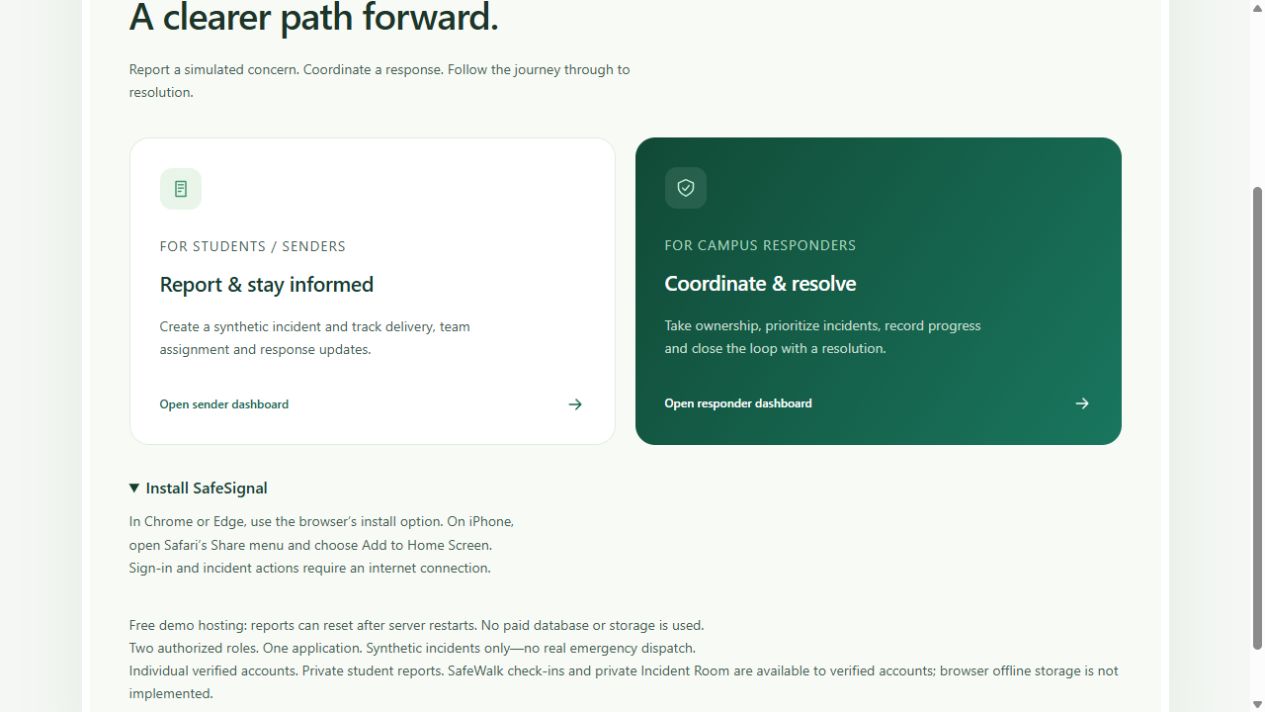 A clearer path forward.
Report a simulated concern. Coordinate a response. Follow the journey through to
resolution.
FOR STUDENTS / SENDERS
Report & stay informed
Create a synthetic incident and track delivery, team
assignment and response updates.
Open sender dashboard
FOR CAMPUS RESPONDERS
Coordinate & resolve
Take ownership, prioritize incidents, record progress
and close the loop with a resolution.
Open responder dashboard
Install SafeSignal
In Chrome or Edge, use the browser’s install option. On iPhone,
open Safari’s Share menu and choose Add to Home Screen.
Sign-in and incident actions require an internet connection.
Free demo hosting: reports can reset after server restarts. No paid database or storage is used.
Two authorized roles. One application. Synthetic incidents only—no real emergency dispatch.
Individual verified accounts. Private student reports. SafeWalk check-ins and private Incident Room are available to verified accounts; browser offline storage is not
implemented.